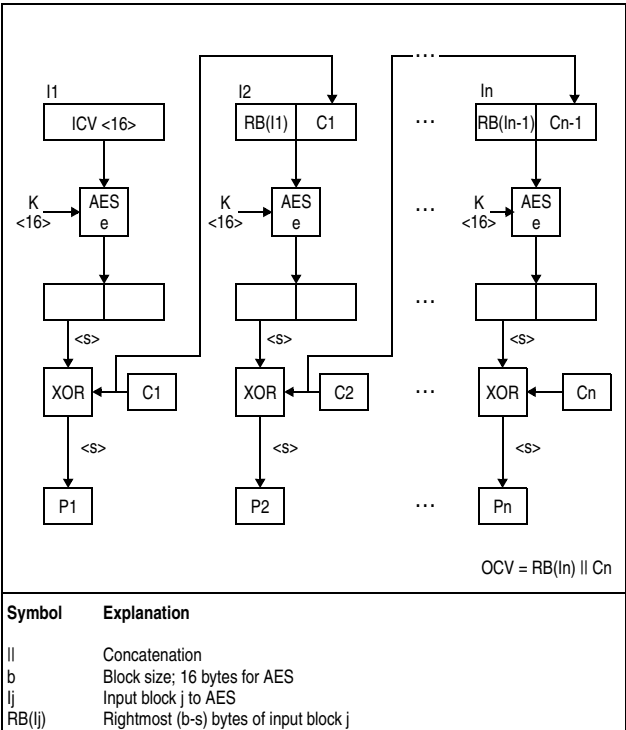 ...
I1 I2 In
ICV <16> RB(I1) C1 ... RB(In-1) Cn-1
K K K
<16> <16> ... <16>
AES AES AES
e e e
...
<s> <s> <s>
XOR C1 XOR C2 ... XOR Cn
<s> <s> <s>
P1 P2 ... Pn
OCV = RB(In) || Cn
Symbol Explanation
|| Concatenation
b Block size; 16 bytes for AES
Ij Input block j to AES
RB(Ij) Rightmost (b-s) bytes of input block j